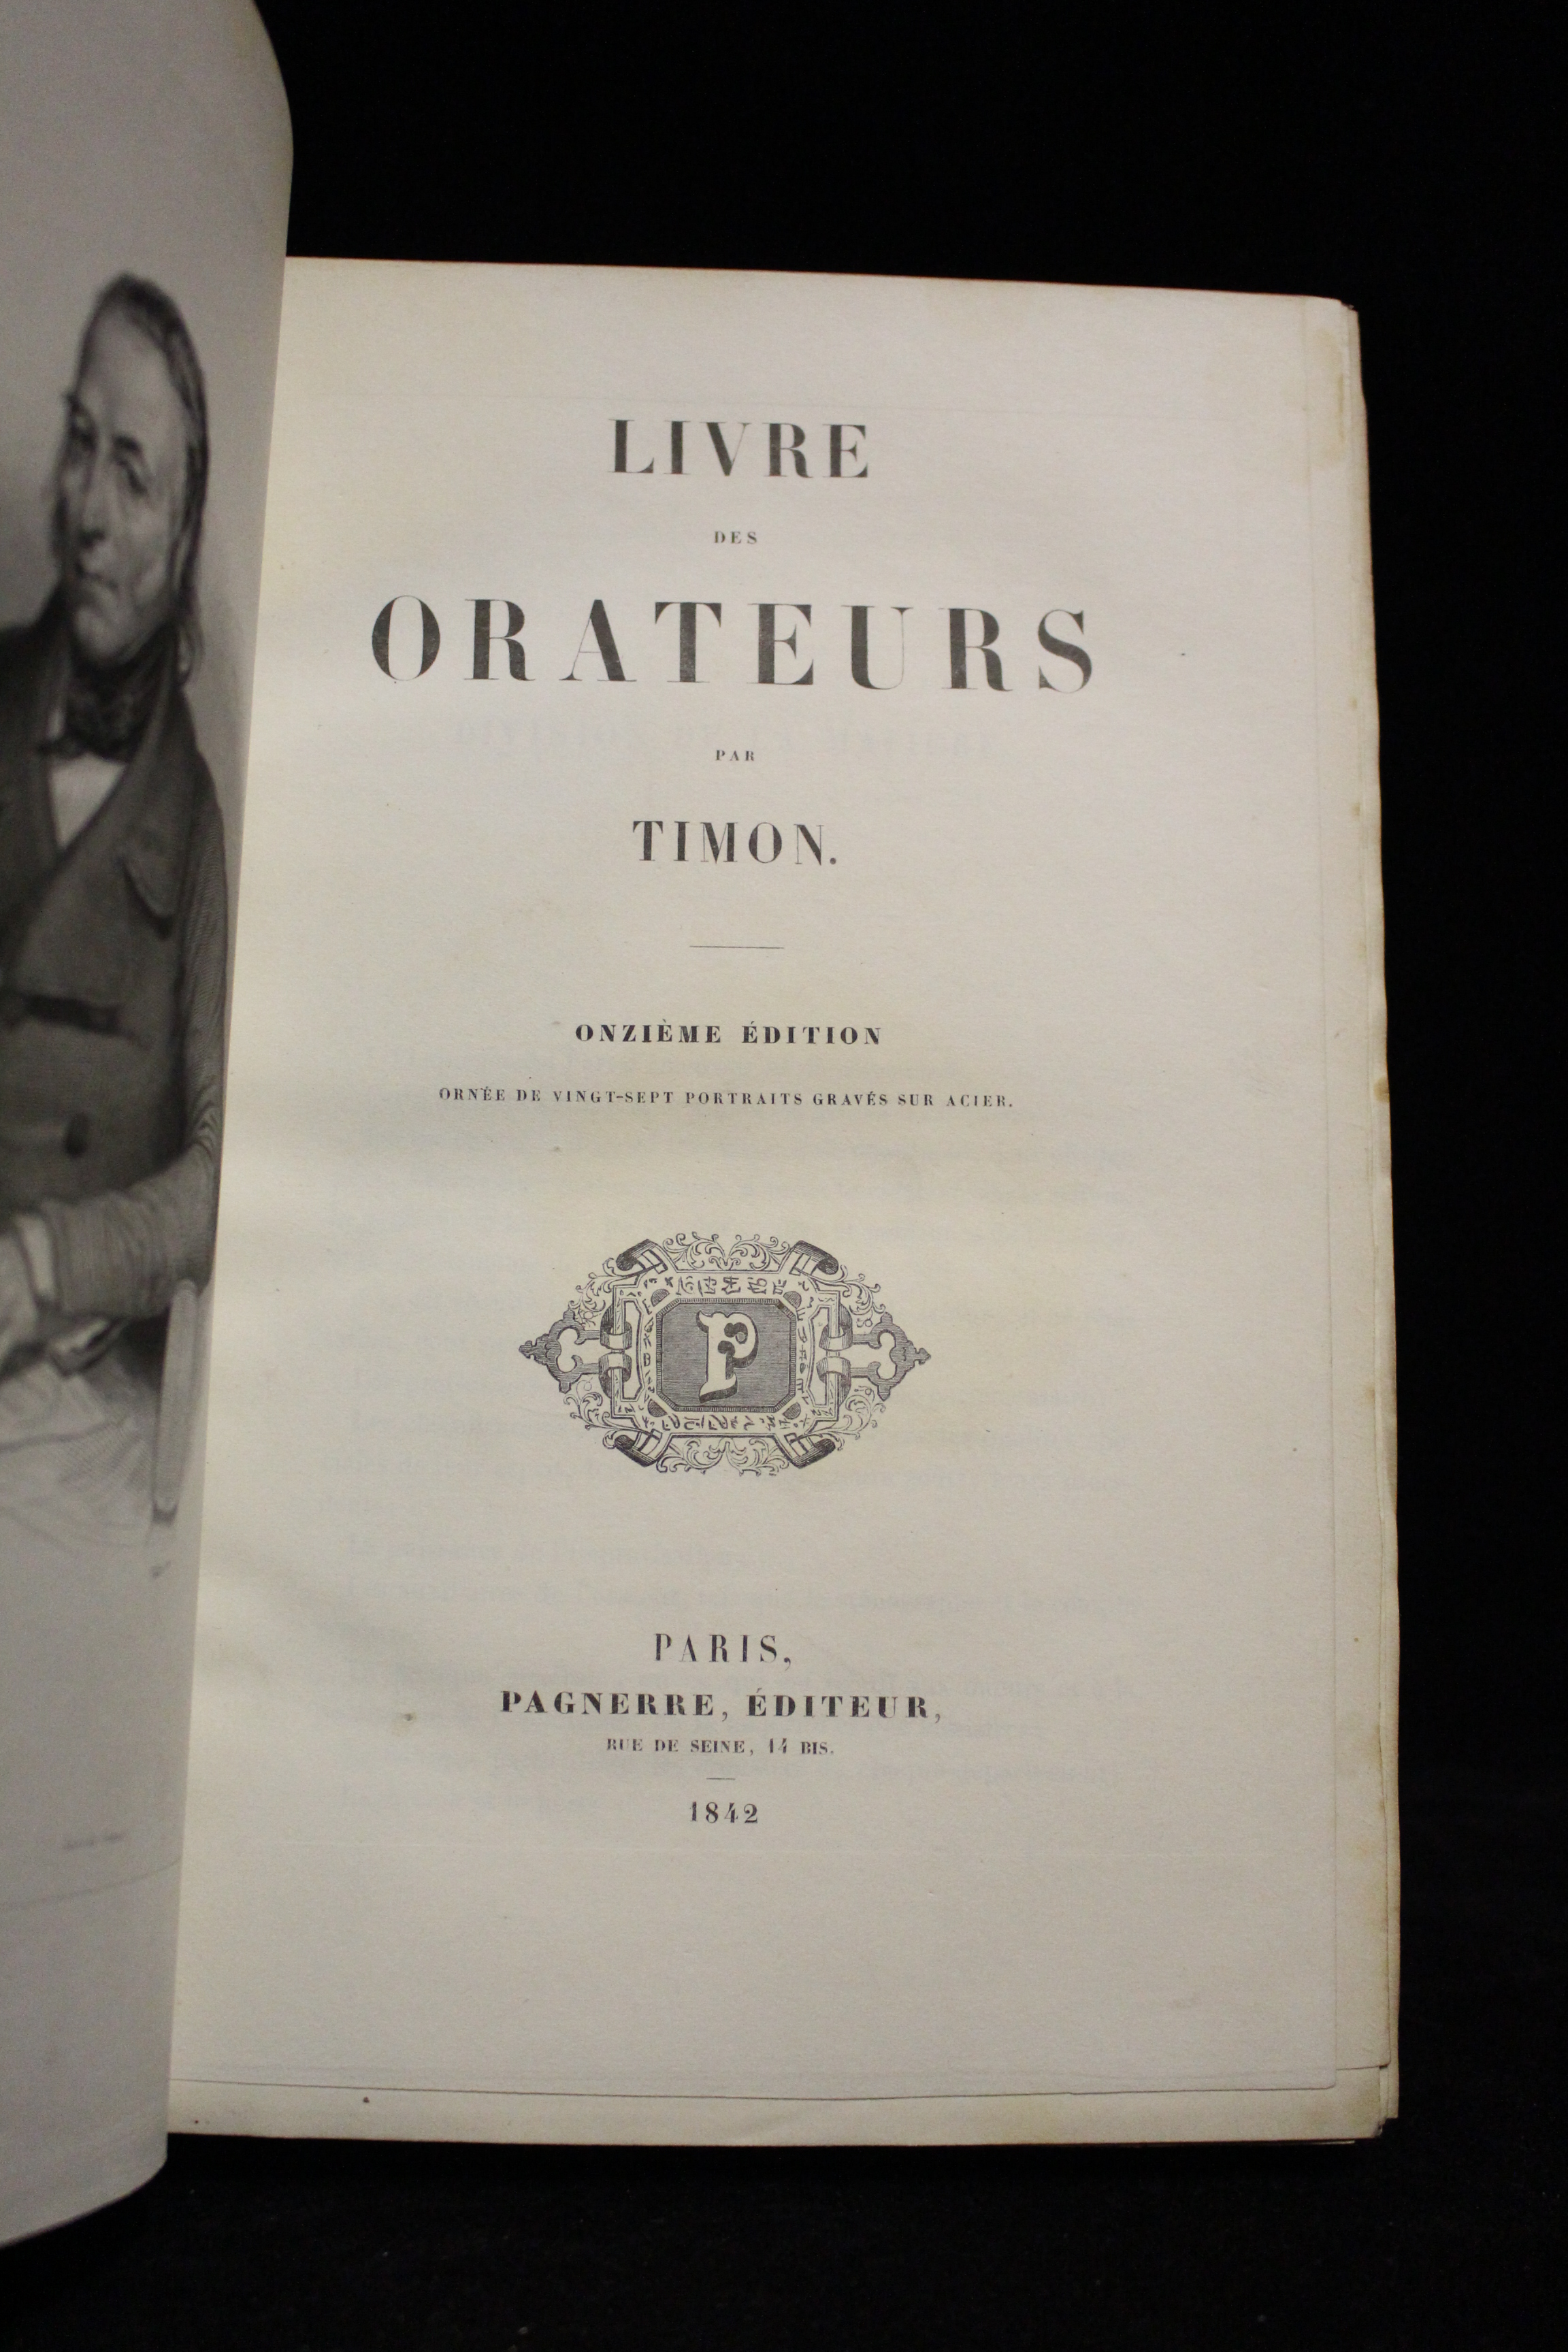 LIVRE
DES
ORATEURS
PAR
TIMON.
ONZIÈME ÉDITION
ORNÉE DE VINGT-SEPT PORTRAITS GRAVÉS SUR ACIER.
P
PARIS,
PAGNERRE, ÉDITEUR,
RUE DE SEINE, 14 BIS.
1842